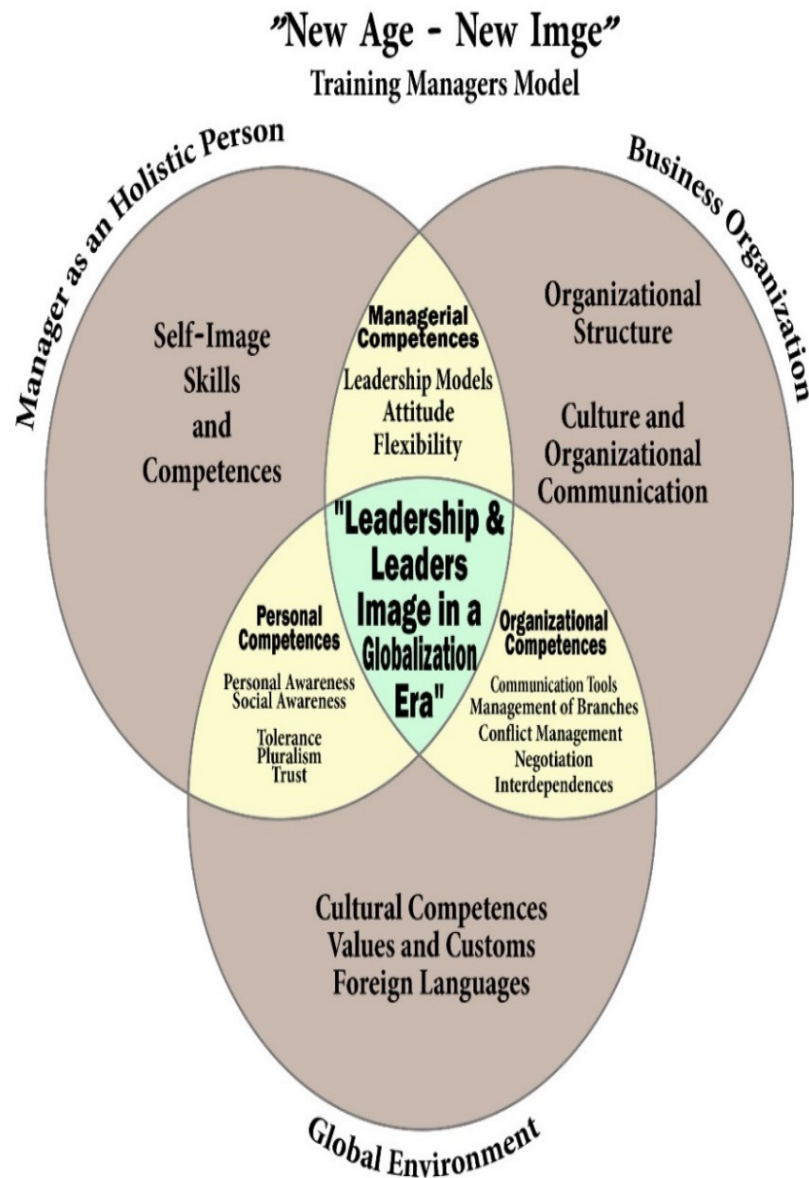 ”New Age - New Imge”
Training Managers Model
Manager as an Holistic Person
Business Organization
Self-Image
Skills
and
Competences
Managerial
Competences
Leadership Models
Attitude
Flexibility
Organizational
Structure
Culture and
Organizational
Communication
"Leadership &
Leaders
Image in a
Globalization
Era"
Personal
Competences
Personal Awareness
Social Awareness
Tolerance
Pluralism
Trust
Organizational
Competences
Communication Tools
Management of Branches
Conflict Management
Negotiation
Interdependences
Cultural Competences
Values and Customs
Foreign Languages
Global Environment